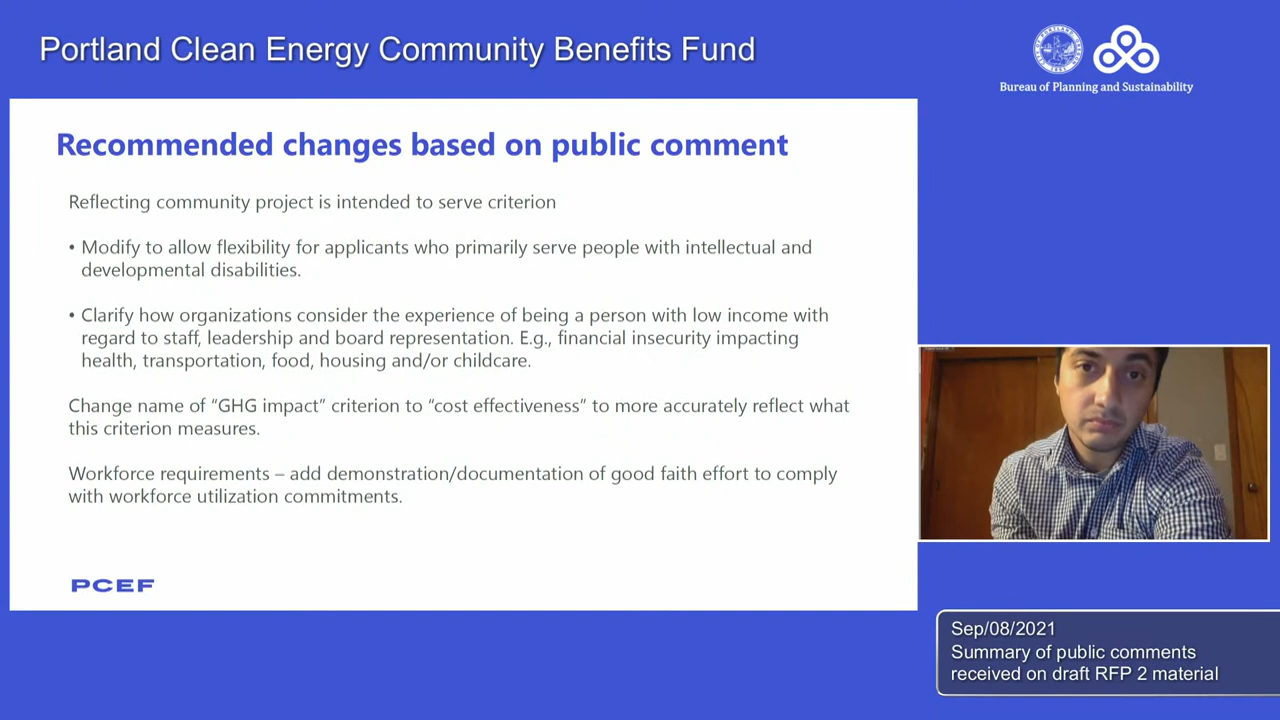 Portland Clean Energy Community Benefits Fund
Bureau of Planning and Sustainability
Recommended changes based on public comment
Reflecting community project is intended to serve criterion
• Modify to allow flexibility for applicants who primarily serve people with intellectual and
developmental disabilities.
• Clarify how organizations consider the experience of being a person with low income with
regard to staff, leadership and board representation. E.g., financial insecurity impacting
health, transportation, food, housing and/or childcare.
Change name of “GHG impact” criterion to “cost effectiveness” to more accurately reflect what
this criterion measures.
Workforce requirements – add demonstration/documentation of good faith effort to comply
with workforce utilization commitments.
PCEF
Sep/08/2021
Summary of public comments
received on draft RFP 2 material